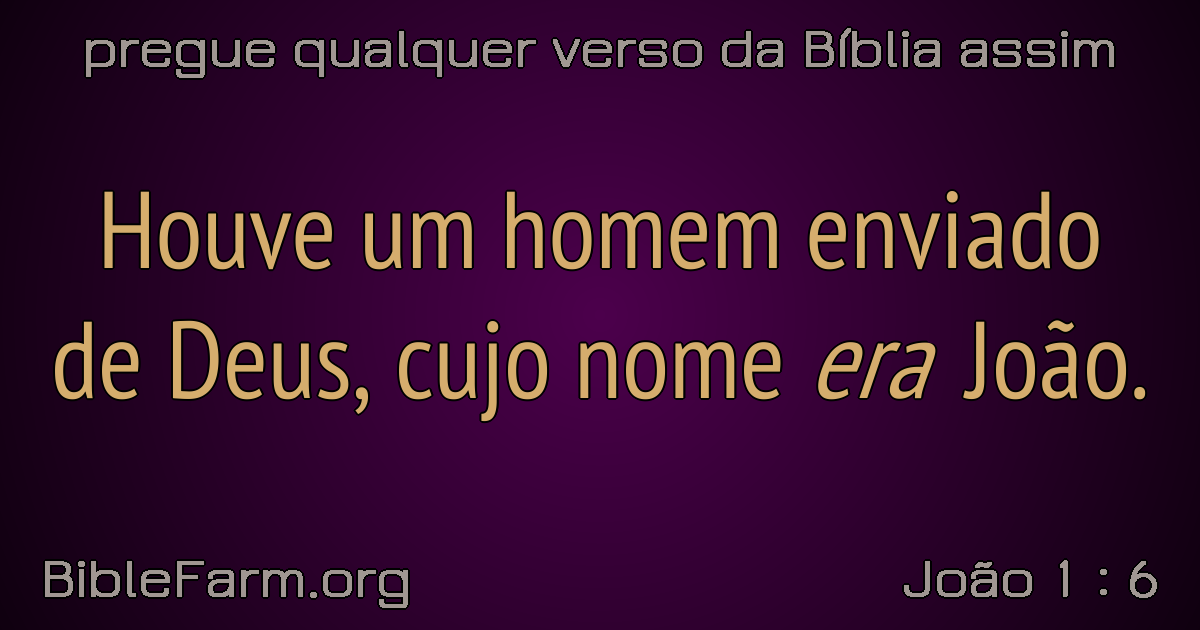 pregue qualquer verso da Bíblia assim
Houve um homem enviado
de Deus, cujo nome era João.
BibleFarm.org
João 1 : 6